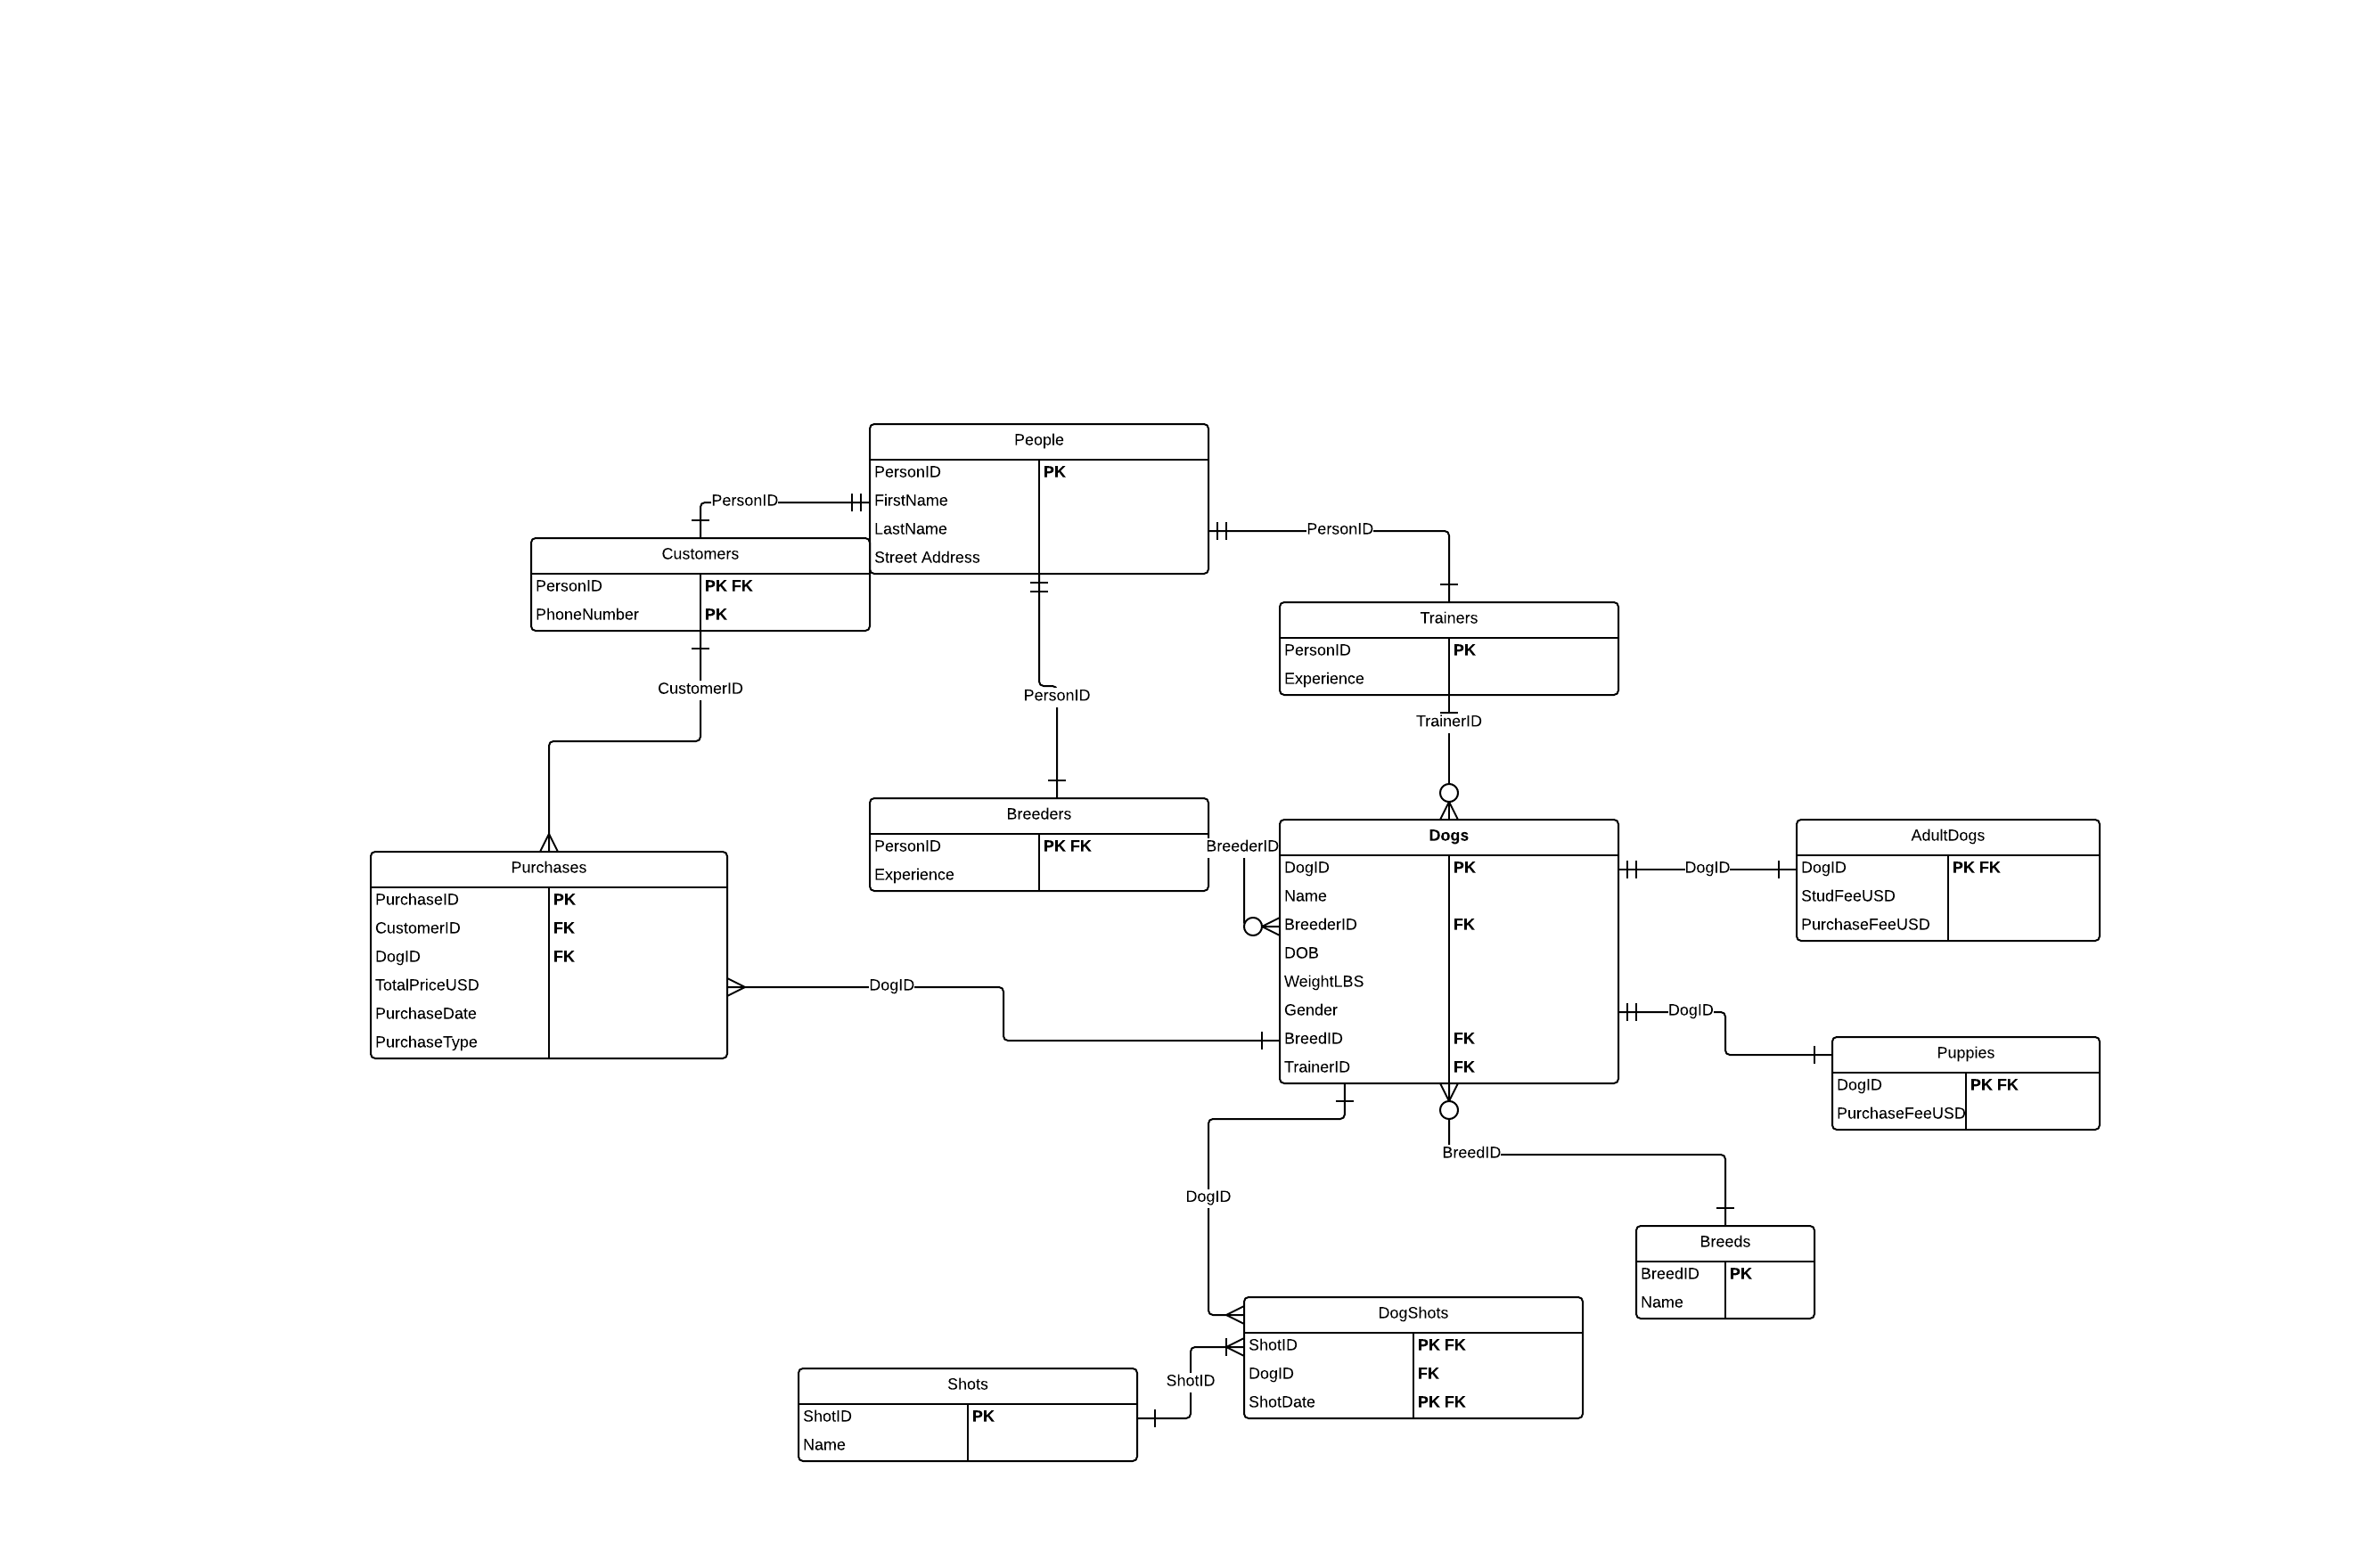 People
PersonID PK
FirstName
LastName
Street Address
PersonID
PersonID
Customers
PersonID PK FK
PhoneNumber PK
CustomerID
PersonID
Trainers
PersonID PK
Experience
TrainerID
Breeders
PersonID PK FK
Experience
BreederID
Purchases
PurchaseID PK
CustomerID FK
DogID FK
TotalPriceUSD
PurchaseDate
PurchaseType
DogID
Dogs
DogID PK
Name
BreederID FK
DOB
WeightLBS
Gender
BreedID FK
TrainerID FK
DogID
AdultDogs
DogID PK FK
StudFeeUSD
PurchaseFeeUSD
DogID
Puppies
DogID PK FK
PurchaseFeeUSD
BreedID
DogID
Breeds
BreedID PK
Name
DogShots
ShotID PK FK
DogID FK
ShotDate PK FK
ShotID
Shots
ShotID PK
Name